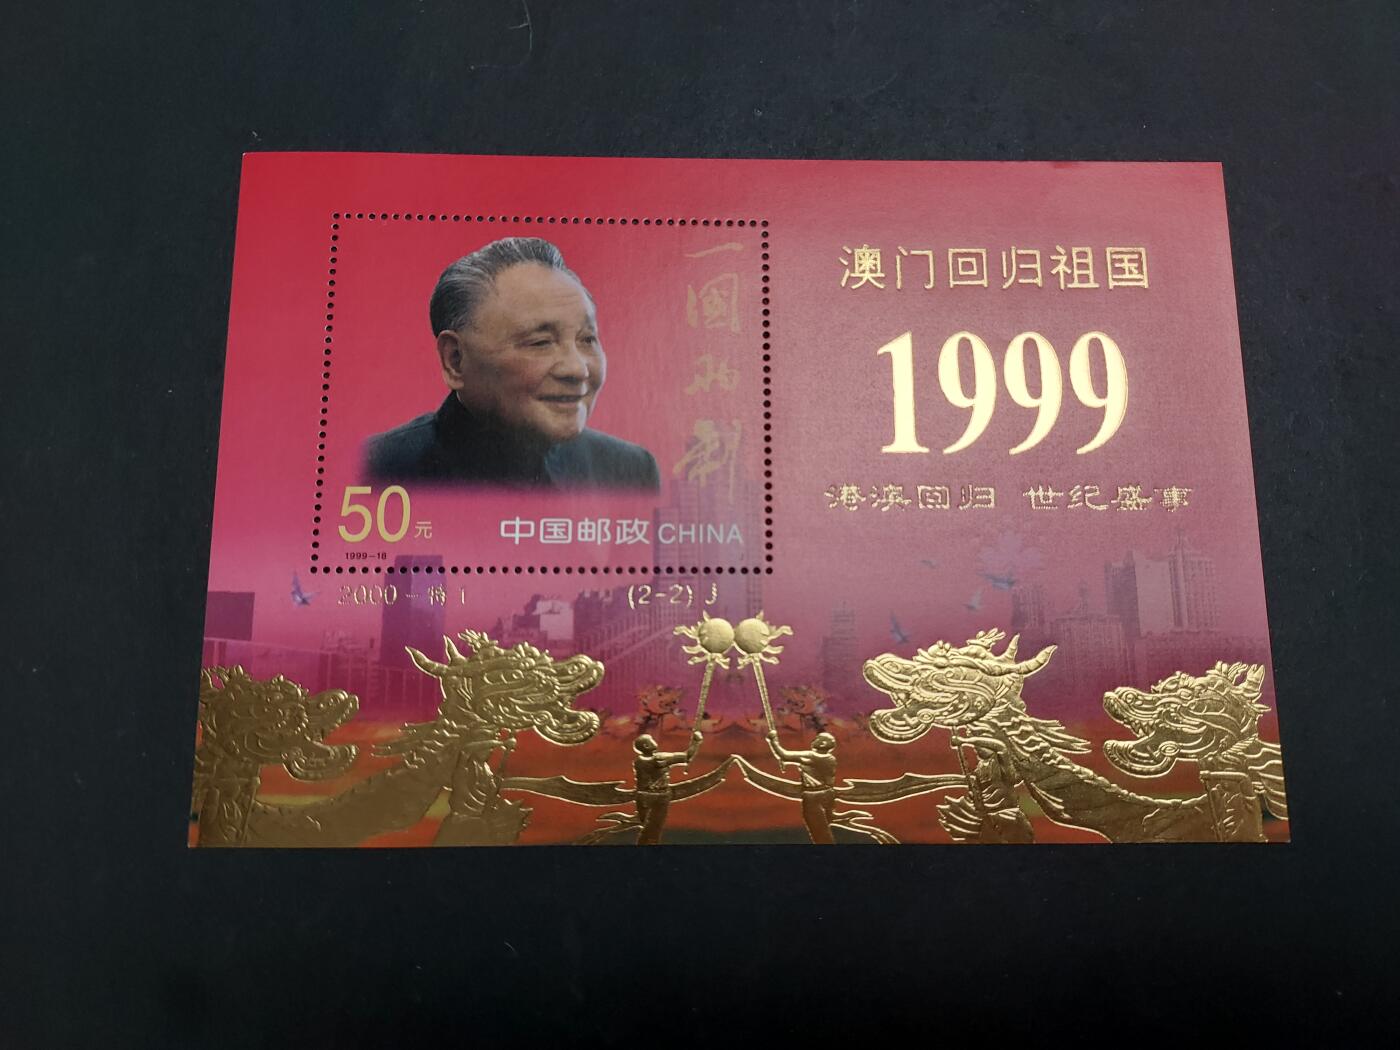 一國两制
澳门回归祖国
1999
港澳回归 世纪盛事
50元
中国邮政 CHINA
1999-18
2000-特1
(2-2) J